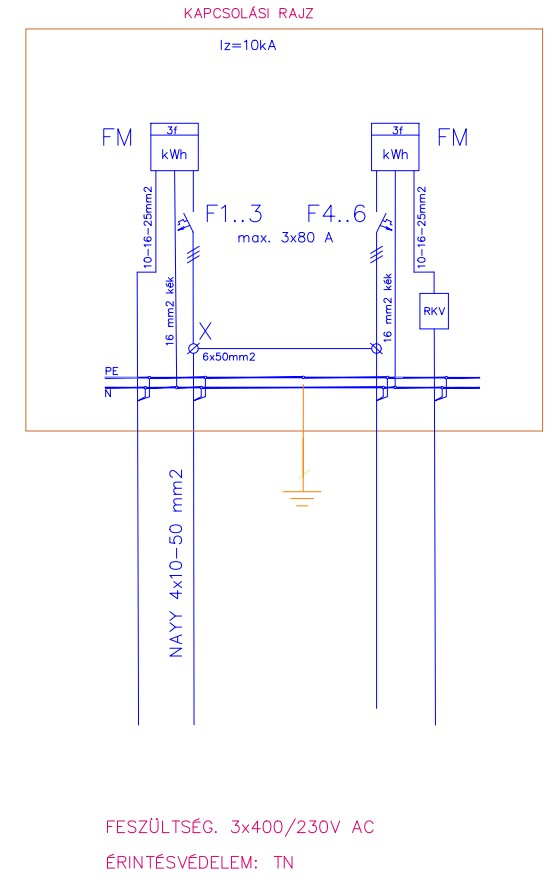 KAPCSOLÁSI RAJZ
Iz=10kA
FM
3f
kWh
3f
kWh
FM
10-16-25mm2
16 mm2 kék
F1..3
F4..6
max. 3x80 A
16 mm2 kék
10-16-25mm2
RKV
X
6x50mm2
PE
N
NAYY 4x10-50 mm2
FESZÜLTSÉG. 3x400/230V AC
ÉRINTÉSVÉDELEM: TN